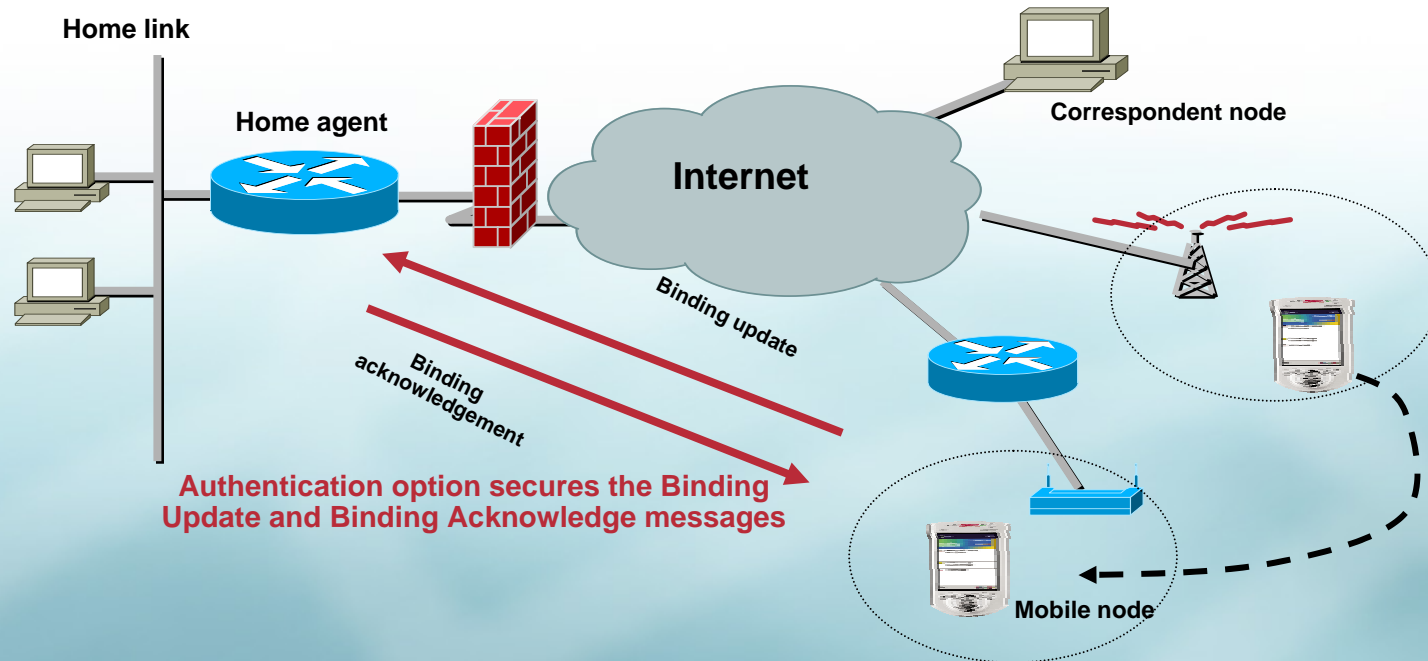 Home link
Home agent
Internet
Correspondent node
Binding update
Binding
acknowledgement
Authentication option secures the Binding
Update and Binding Acknowledge messages
Mobile node